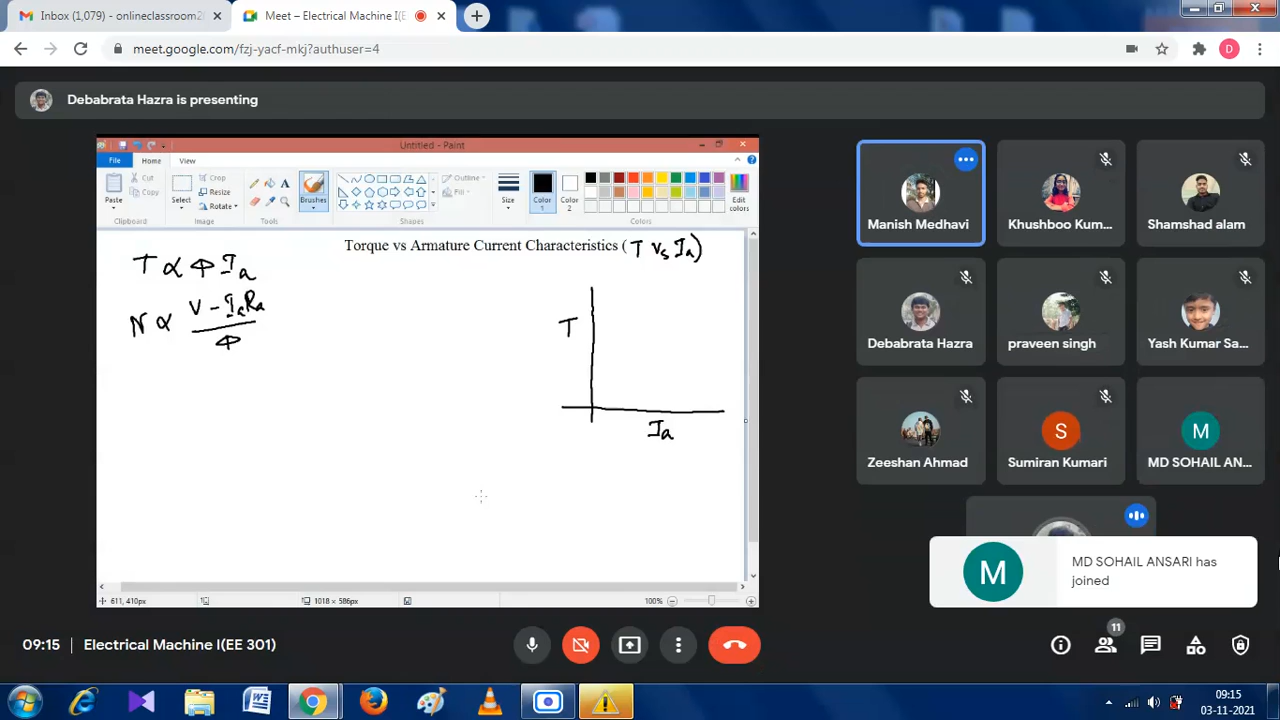 Inbox (1,079) - onlineclassroom2
Meet – Electrical Machine I(EE
meet.google.com/fzj-yacf-mkj?authuser=4
D
Debabrata Hazra is presenting
Untitled - Paint
File Home View
Paste
Cut
Copy
Clipboard
Select
Crop
Resize
Rotate
Image
Tools
Brushes
Shapes
Outline
Fill
Size
Color 1
Color 2
Edit colors
Colors
Torque vs Armature Current Characteristics (T vs Ia)
T ∝ Φ Ia
N ∝ (V - IaRa) / Φ
T
Ia
611, 410px
1018 × 586px
100%
Manish Medhavi
Khushboo Kum...
Shamshad alam
Debabrata Hazra
praveen singh
Yash Kumar Sa...
Zeeshan Ahmad
S
Sumiran Kumari
M
MD SOHAIL AN...
M
MD SOHAIL ANSARI has
joined
09:15 Electrical Machine I(EE 301)
11
09:15
03-11-2021